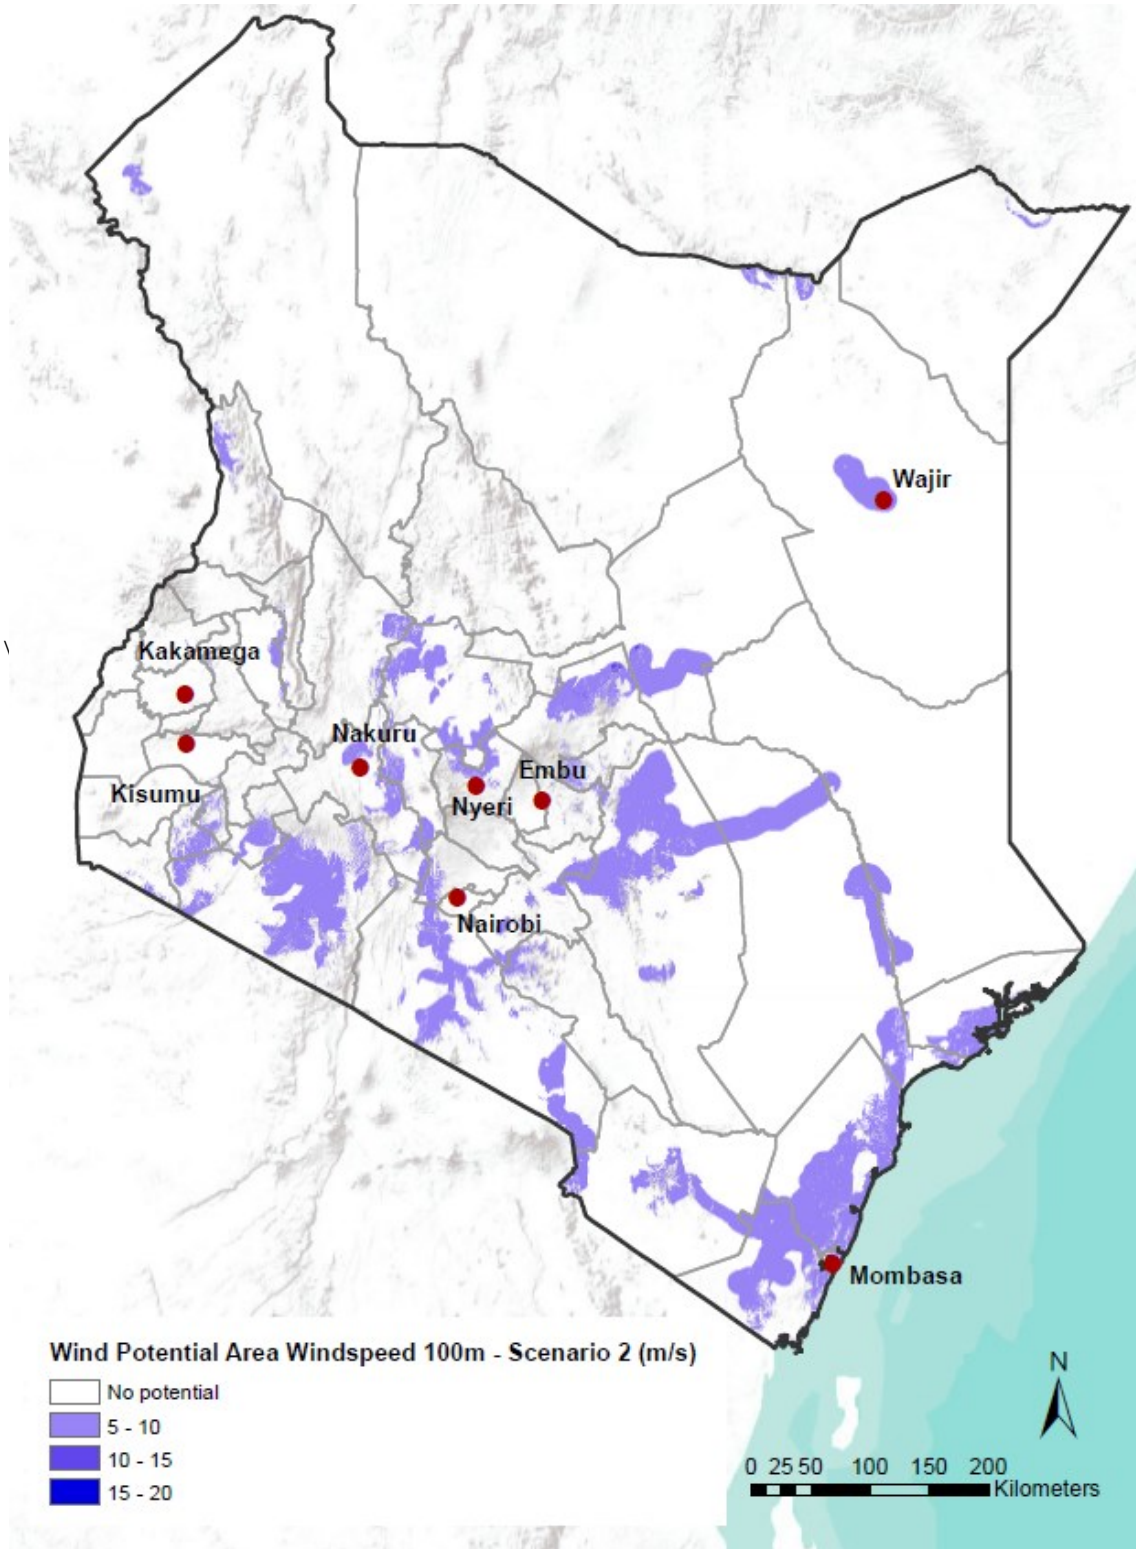 Wajir
Kakamega
Nakuru
Embu
Kisumu
Nyeri
Nairobi
Mombasa
Wind Potential Area Windspeed 100m - Scenario 2 (m/s)
No potential
5 - 10
10 - 15
15 - 20
N
0 25 50 100 150 200
Kilometers